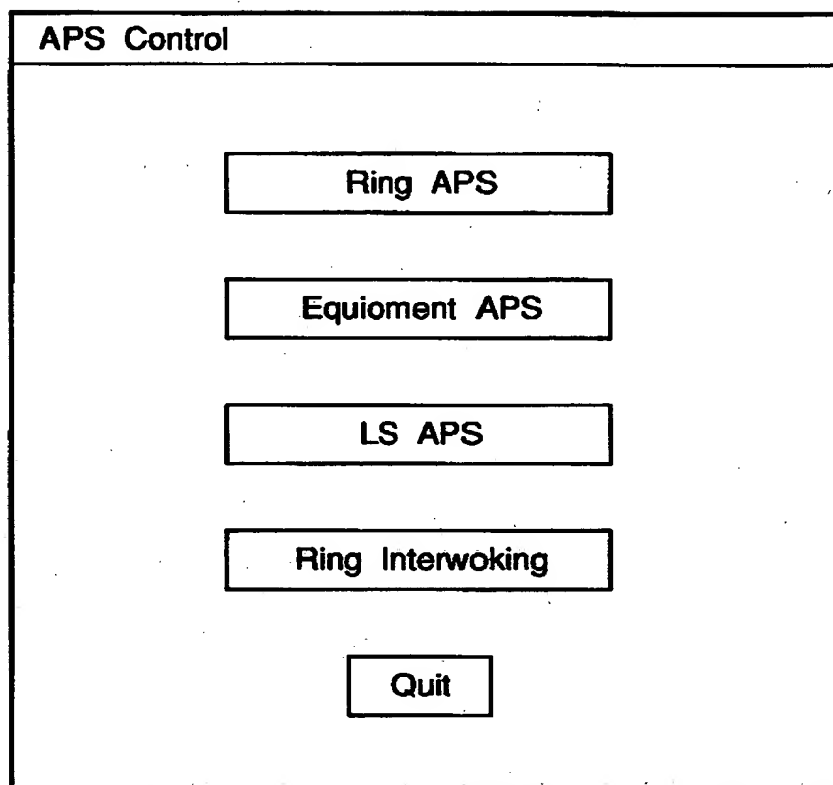 APS Control
Ring APS
Equioment APS
LS APS
Ring Interwoking
Quit